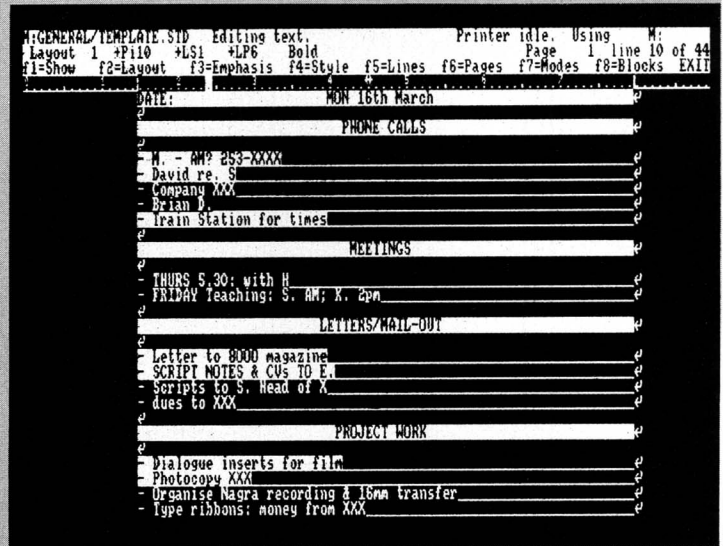 M:GENERAL/TEMPLATE.STD Editing text. Printer idle. Using M:
Layout 1 +Pi10 +LS1 +LP6 Bold Page 1 line 10 of 44
f1=Show f2=Layout f3=Emphasis f4=Style f5=Lines f6=Pages f7=Modes f8=Blocks EXIT
DATE: MON 16th March
PHONE CALLS
- M. - AM? 253-XXXX
- David re. S
- Company XXX
- Brian D.
- Train Station for times
MEETINGS
- THURS 5.30: with H
- FRIDAY Teaching: S. AM; K. 2pm
LETTERS/MAIL-OUT
- Letter to 8000 magazine
- SCRIPT NOTES & CVs TO E.
- Scripts to S. Head of X
- dues to XXX
PROJECT WORK
- Dialogue inserts for film
- Photocopy XXX
- Organise Nagra recording & 16mm transfer
- Type ribbons: money from XXX